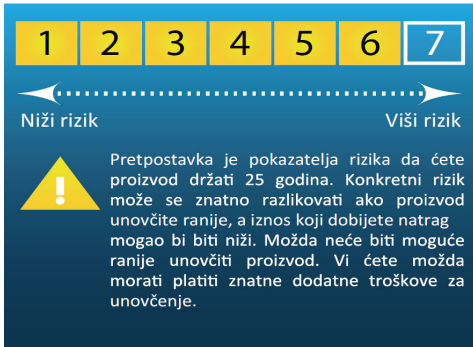 1 2 3 4 5 6 7
Niži rizik Viši rizik
Pretpostavka je pokazatelja rizika da ćete
proizvod držati 25 godina. Konkretni rizik
može se znatno razlikovati ako proizvod
unovčite ranije, a iznos koji dobijete natrag
mogao bi biti niži. Možda neće biti moguće
ranije unovčiti proizvod. Vi ćete možda
morati platiti znatne dodatne troškove za
unovčenje.